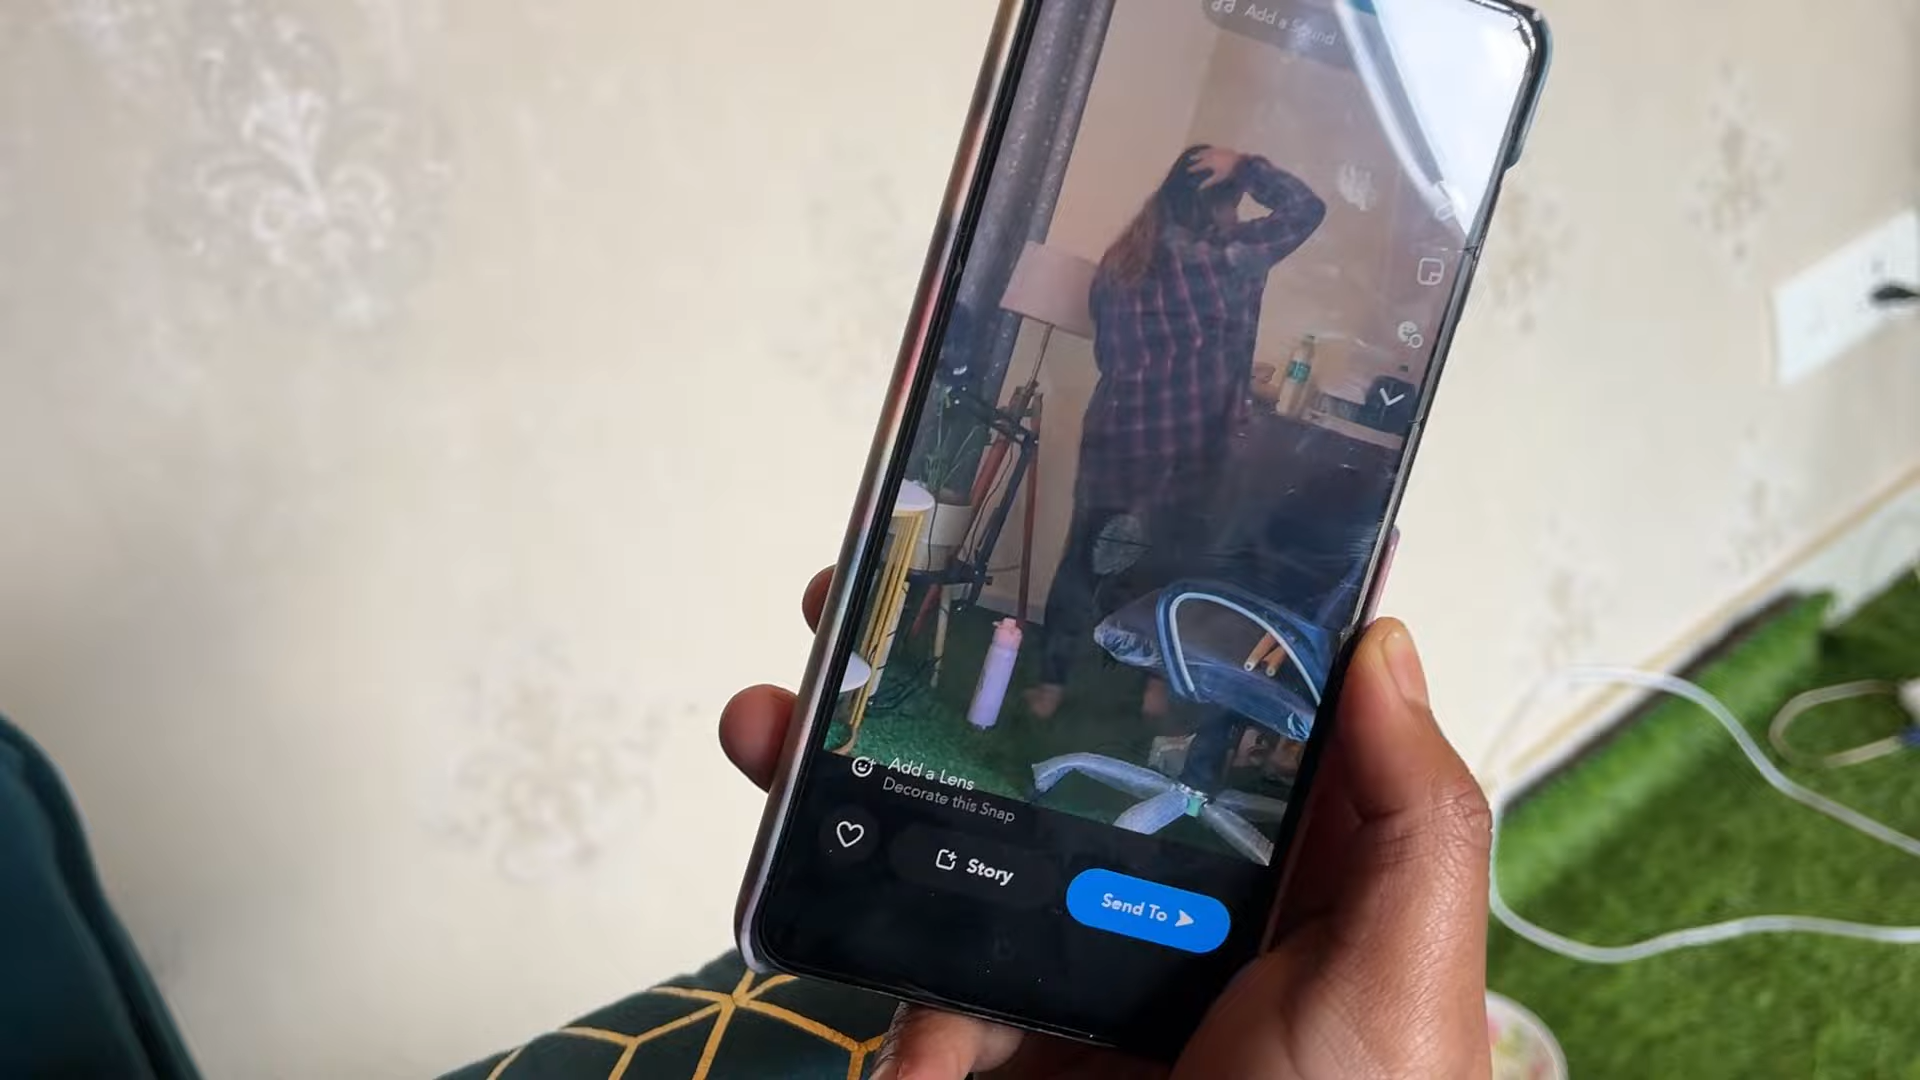 Add a Sound
Add a Lens
Decorate this Snap
Story
Send To